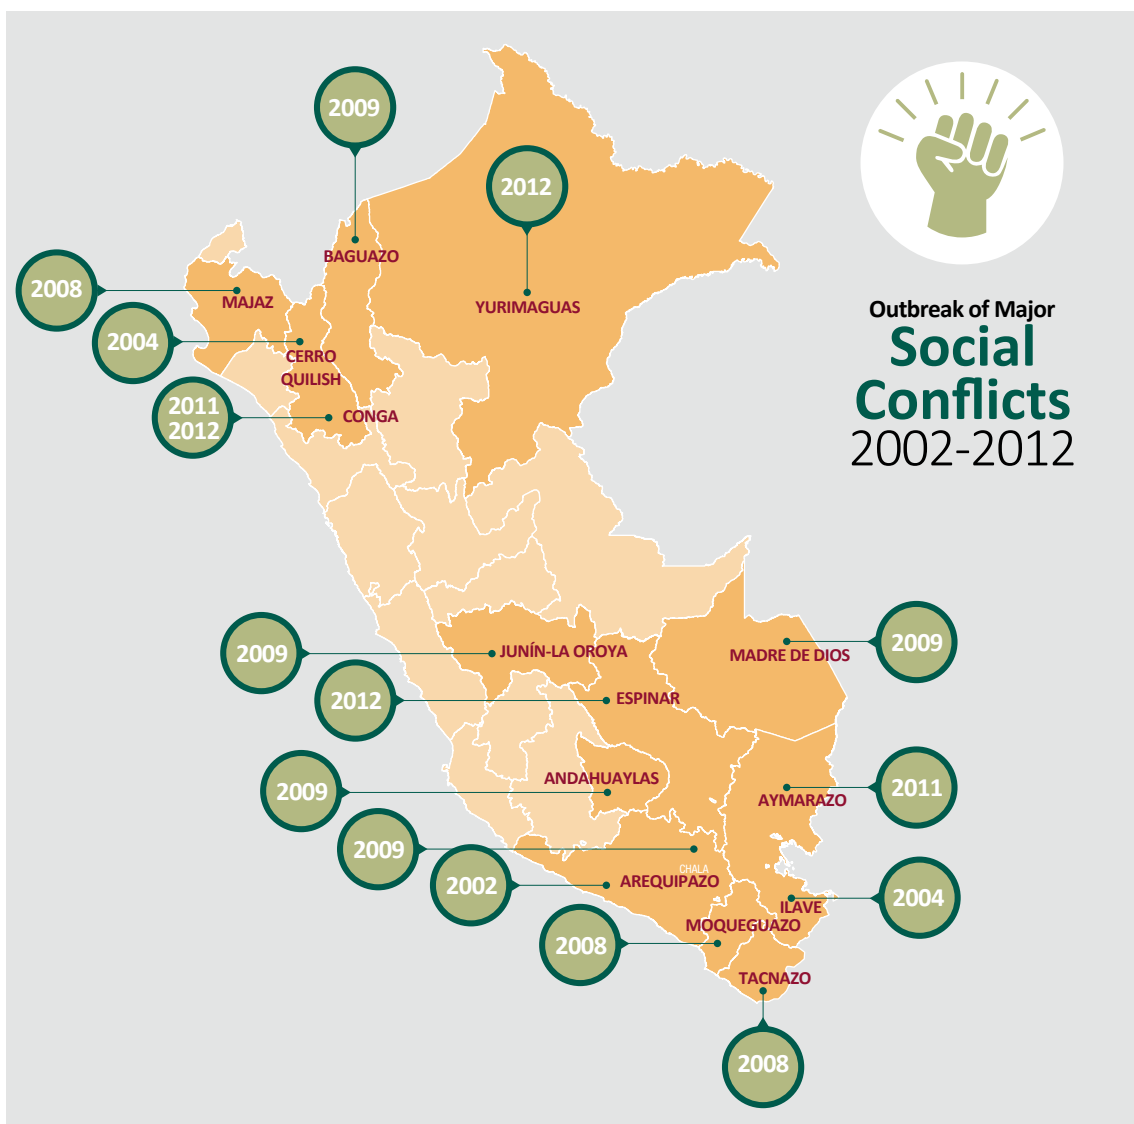 Outbreak of Major
Social
Conflicts
2002-2012
2009
BAGUAZO
2012
YURIMAGUAS
2008
MAJAZ
2004
CERRO
QUILISH
2011
2012
CONGA
2009
JUNÍN-LA OROYA
2012
ESPINAR
2009
MADRE DE DIOS
2009
ANDAHUAYLAS
2011
AYMARAZO
2009
CHALA
2002
AREQUIPAZO
2004
ILAVE
2008
MOQUEGUAZO
TACNAZO
2008